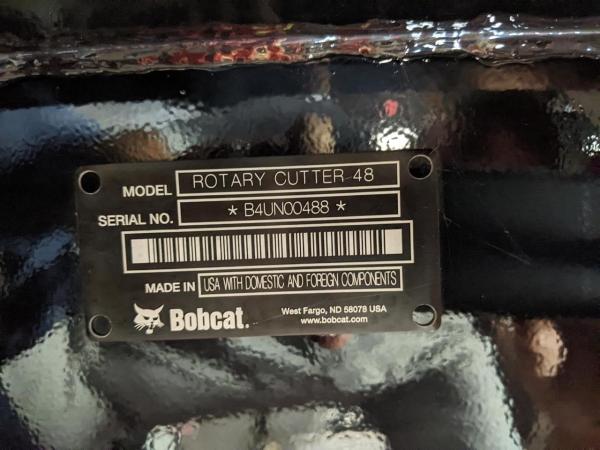 MODEL ROTARY CUTTER 48
SERIAL NO. * B4UN00488 *
MADE IN USA WITH DOMESTIC AND FOREIGN COMPONENTS
Bobcat.
West Fargo, ND 58078 USA
www.bobcat.com